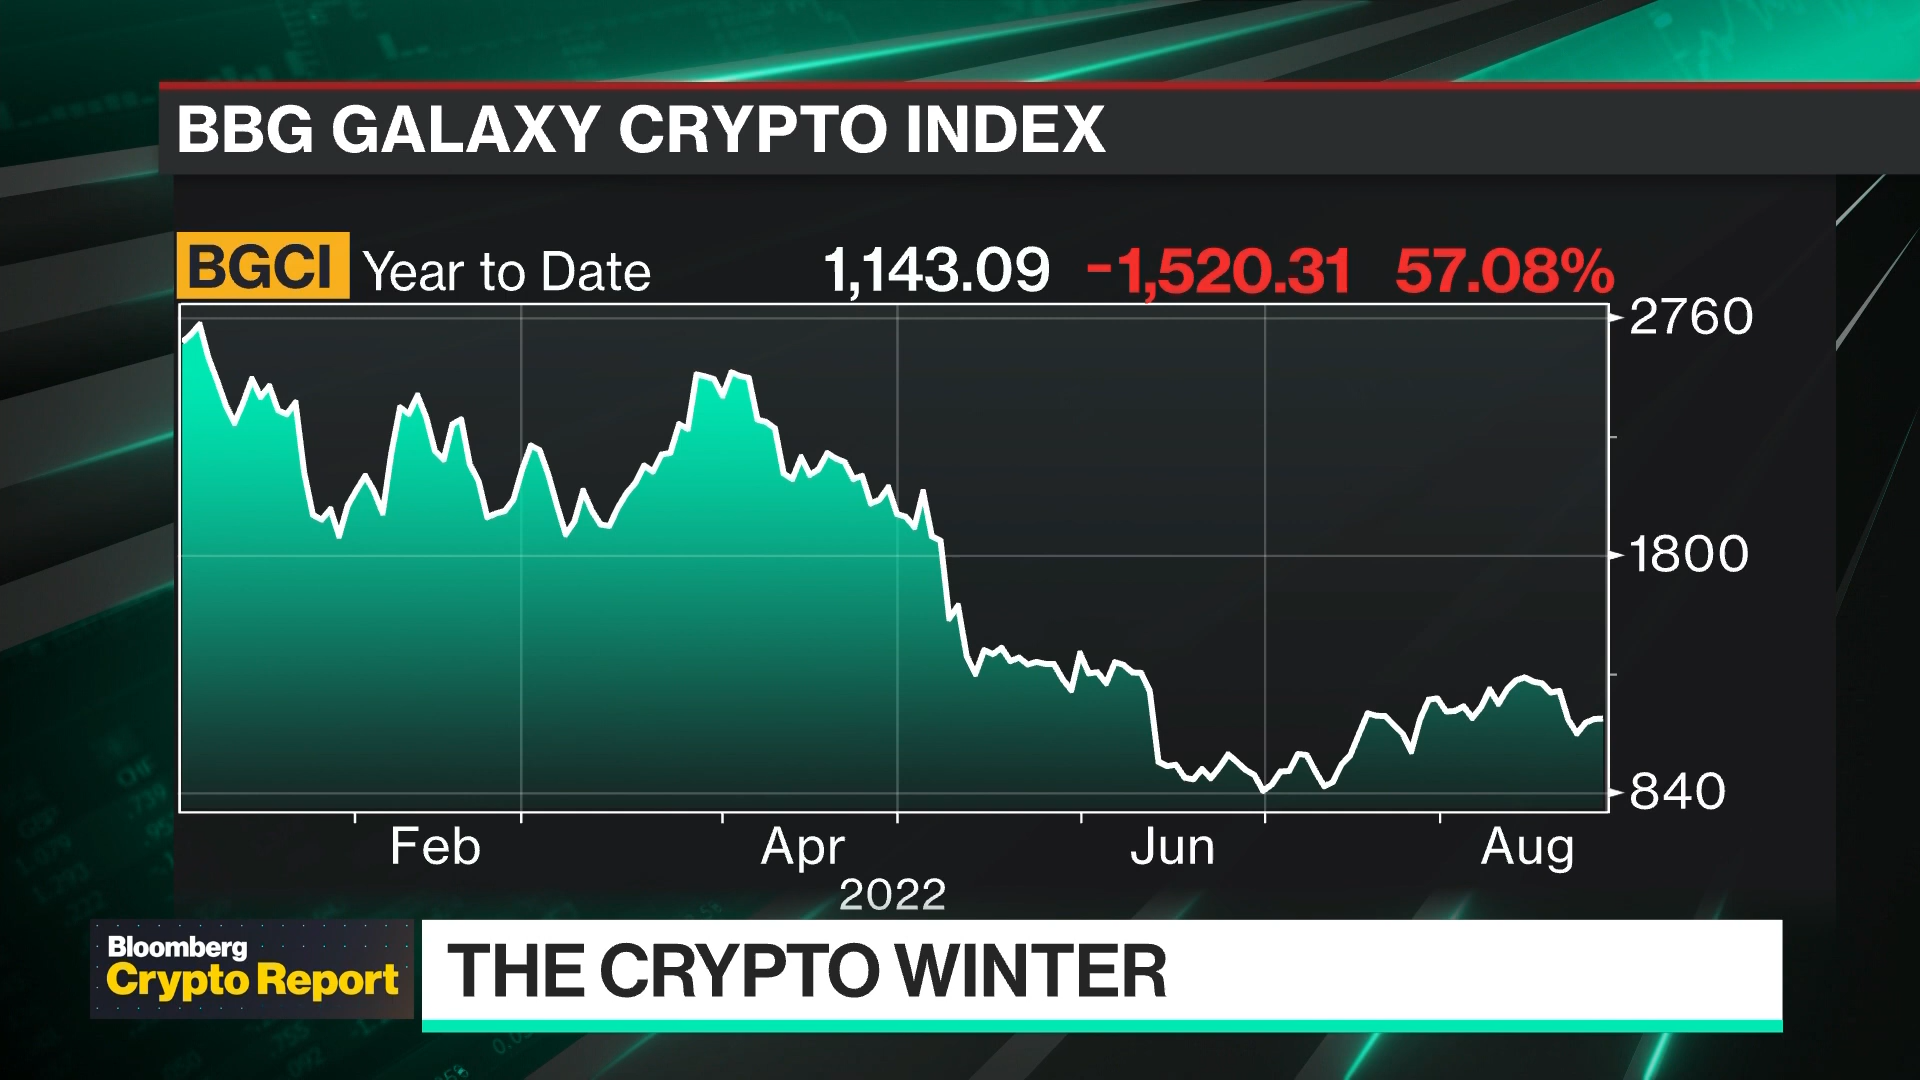 BBG GALAXY CRYPTO INDEX
BGCI Year to Date 1,143.09 -1,520.31 57.08%
2760
1800
840
Feb Apr Jun Aug
2022
Bloomberg
Crypto Report
THE CRYPTO WINTER